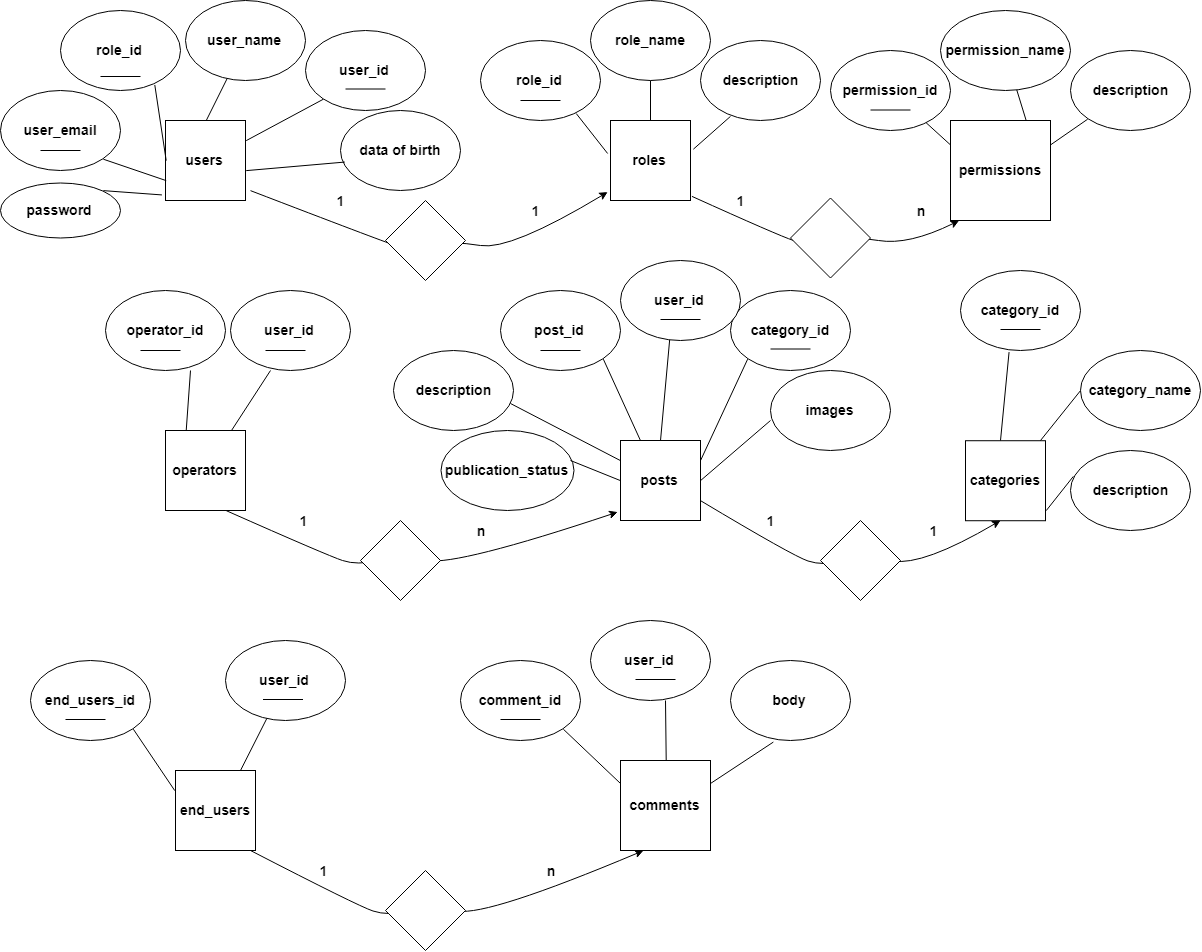 role_id
user_name
user_id
user_email
data of birth
password
users
1
1
role_id
role_name
description
roles
1
n
permission_id
permission_name
description
permissions
operator_id
user_id
operators
1
n
post_id
user_id
category_id
description
images
publication_status
posts
1
1
category_id
category_name
description
categories
end_users_id
user_id
end_users
1
n
comment_id
user_id
body
comments